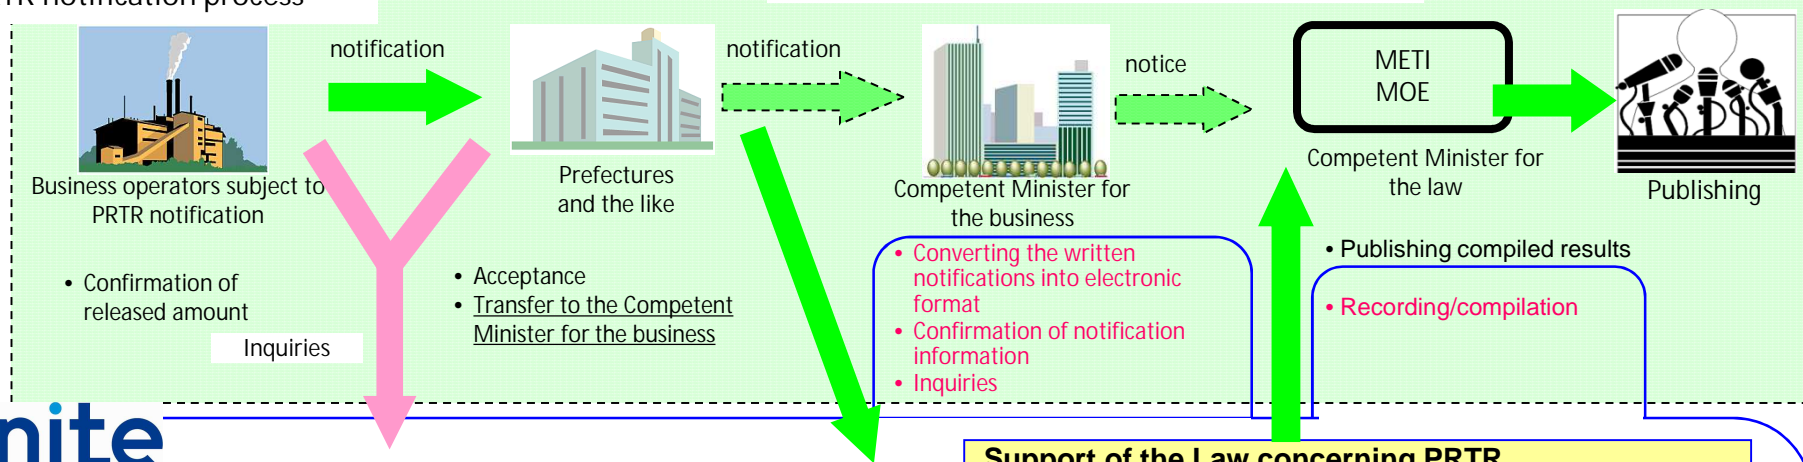 notification process
notification
notification
notice
METI
MOE
Business operators subject to
PRTR notification
Prefectures
and the like
Competent Minister for
the business
Competent Minister for
the law
Publishing
• Confirmation of
released amount
Inquiries
• Acceptance
• Transfer to the Competent
Minister for the business
• Converting the written
notifications into electronic
format
• Confirmation of notification
information
• Inquiries
• Publishing compiled results
• Recording/compilation
nite
Support of the Law concerning PRTR